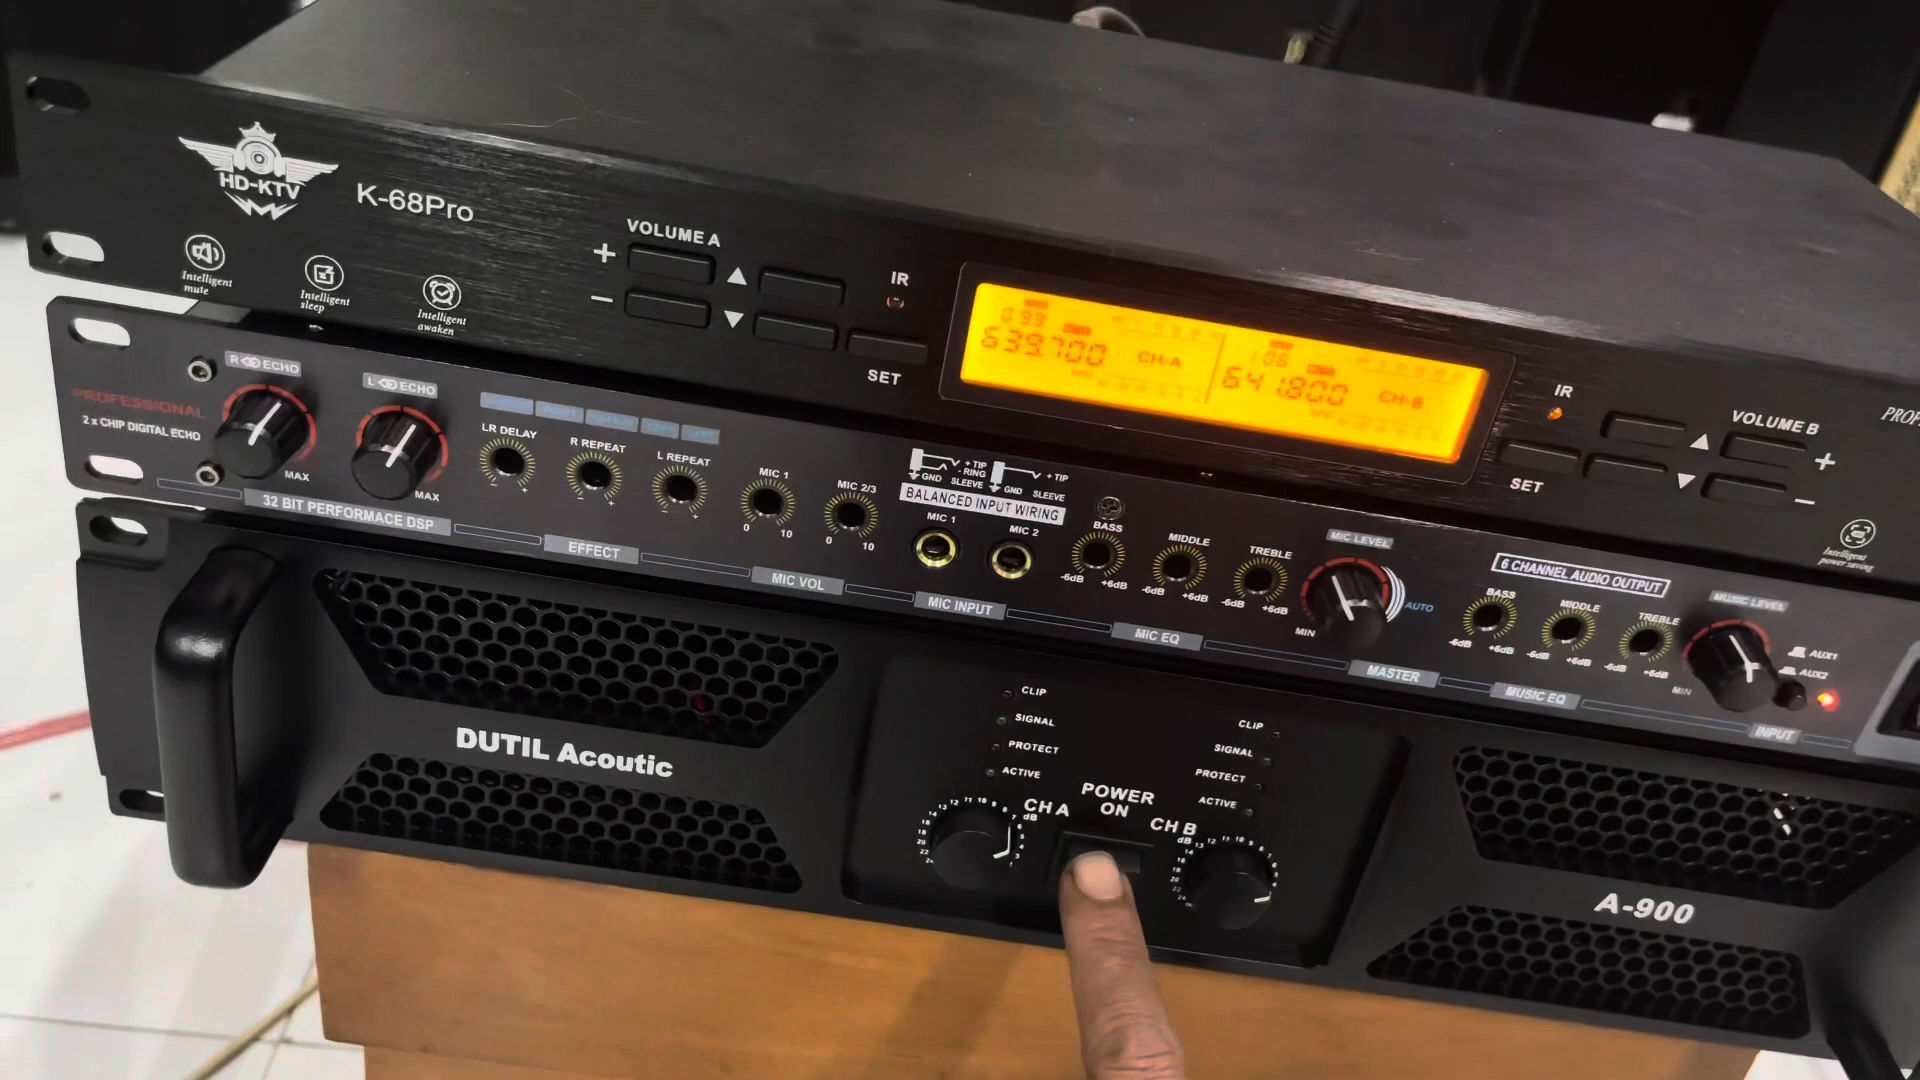 HD-KTV
K-68Pro
Intelligent
mute
Intelligent
sleep
Intelligent
awaken
VOLUME A
+
−
IR
SET
639.700
CH-A
641.800
CH-B
IR
SET
VOLUME B
+
−
Intelligent
power saving
PROFESSIONAL
2 x CHIP DIGITAL ECHO
R ECHO
MAX
L ECHO
MAX
32 BIT PERFORMACE DSP
LR DELAY
- +
R REPEAT
- +
L REPEAT
- +
EFFECT
MIC 1
0 10
MIC 2/3
0 10
MIC VOL
+ TIP
- RING
GND SLEEVE
+ TIP
GND SLEEVE
BALANCED INPUT WIRING
MIC 1
MIC 2
MIC INPUT
BASS
-6dB +6dB
MIDDLE
-6dB +6dB
TREBLE
-6dB +6dB
MIC EQ
MIC LEVEL
MIN
AUTO
MASTER
6 CHANNEL AUDIO OUTPUT
BASS
-6dB +6dB
MIDDLE
-6dB +6dB
TREBLE
-6dB +6dB
MUSIC EQ
MUSIC LEVEL
MIN
AUX1
AUX2
INPUT
DUTIL Acoutic
CLIP
SIGNAL
PROTECT
ACTIVE
CH A
dB
POWER
ON
CLIP
SIGNAL
PROTECT
ACTIVE
CH B
dB
A-900